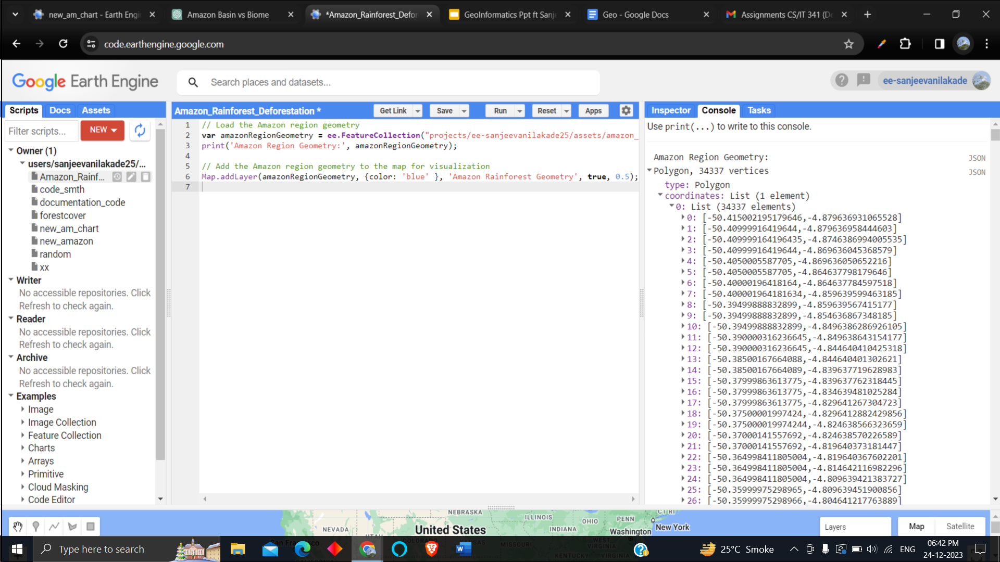 new_am_chart - Earth Engi
Amazon Basin vs Biome
*Amazon_Rainforest_Defor
GeoInformatics Ppt ft Sanje
Geo - Google Docs
Assignments CS/IT 341 (De
code.earthengine.google.com
Google Earth Engine
Search places and datasets...
ee-sanjeevanilakade
Scripts Docs Assets
Filter scripts...
NEW
Owner (1)
users/sanjeevanilakade25/...
Amazon_Rainf...
code_smth
documentation_code
forestcover
new_am_chart
new_amazon
random
xx
Writer
No accessible repositories. Click
Refresh to check again.
Reader
No accessible repositories. Click
Refresh to check again.
Archive
No accessible repositories. Click
Refresh to check again.
Examples
Image
Image Collection
Feature Collection
Charts
Arrays
Primitive
Cloud Masking
Code Editor
Amazon_Rainforest_Deforestation *
Get Link Save Run Reset Apps
1 // Load the Amazon region geometry
2 var amazonRegionGeometry = ee.FeatureCollection("projects/ee-sanjeevanilakade25/assets/amazon_
3 print('Amazon Region Geometry:', amazonRegionGeometry);
4
5 // Add the Amazon region geometry to the map for visualization
6 Map.addLayer(amazonRegionGeometry, {color: 'blue' }, 'Amazon Rainforest Geometry', true, 0.5);
7
Inspector Console Tasks
Use print(...) to write to this console.
Amazon Region Geometry: JSON
Polygon, 34337 vertices JSON
type: Polygon
coordinates: List (1 element)
0: List (34337 elements)
0: [-50.415002195179646,-4.879636931065528]
1: [-50.40999916419644,-4.879636958444603]
2: [-50.409999164196435,-4.8746386994005535]
3: [-50.40999916419644,-4.869636045368579]
4: [-50.4050005587705,-4.869636050652216]
5: [-50.4050005587705,-4.864637798179646]
6: [-50.40000196418164,-4.864637784597518]
7: [-50.400001964181634,-4.859639599463185]
8: [-50.39499888832899,-4.859639567415177]
9: [-50.39499888832899,-4.854636867348185]
10: [-50.39499888832899,-4.8496386286926105]
11: [-50.390000316236645,-4.849638643154177]
12: [-50.390000316236645,-4.844640410425318]
13: [-50.38500167664088,-4.844640401302621]
14: [-50.38500167664089,-4.839637719628983]
15: [-50.37999863613775,-4.839637762318445]
16: [-50.37999863613775,-4.834639481025284]
17: [-50.37999863613775,-4.829641267304723]
18: [-50.37500001997424,-4.8296412882429856]
19: [-50.375000019974244,-4.824638566323659]
20: [-50.37000141557692,-4.824638570226589]
21: [-50.37000141557692,-4.819640373181447]
22: [-50.364998411805004,-4.819640367602201]
23: [-50.364998411805004,-4.814642116982296]
24: [-50.364998411805004,-4.809639421383727]
25: [-50.35999975298965,-4.809639451900856]
26: [-50.35999975298966,-4.804641217763889]
NEBRASKA
ILLINOIS
OHIO
PENN
NEVADA
United States
INDIANA
Washington
New York
San Francisco
COLORADO
KANSAS
MISSOURI
WEST
VIRGINIA
KENTUCKY
VIRGINIA
Layers
Map Satellite
Type here to search
25°C Smoke
ENG
06:42 PM
24-12-2023